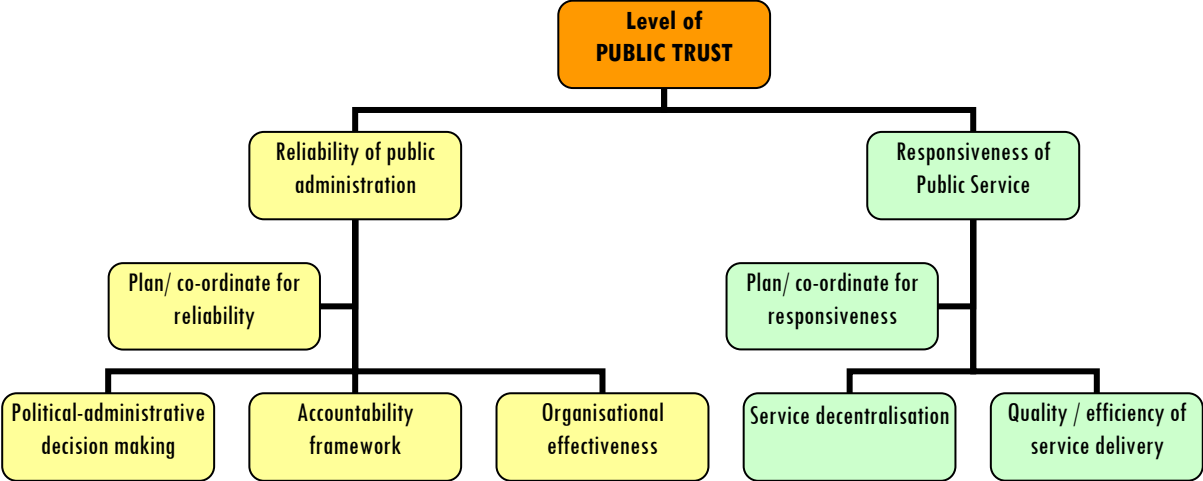 Level of
PUBLIC TRUST
Reliability of public
administration
Responsiveness of
Public Service
Plan/ co-ordinate for
reliability
Plan/ co-ordinate for
responsiveness
Political-administrative
decision making
Accountability
framework
Organisational
effectiveness
Service decentralisation
Quality / efficiency of
service delivery